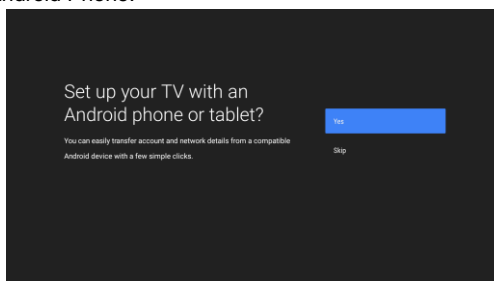 Android Phone.
Set up your TV with an
Android phone or tablet?
You can easily transfer account and network details from a compatible
Android device with a few simple clicks.
Yes
Skip